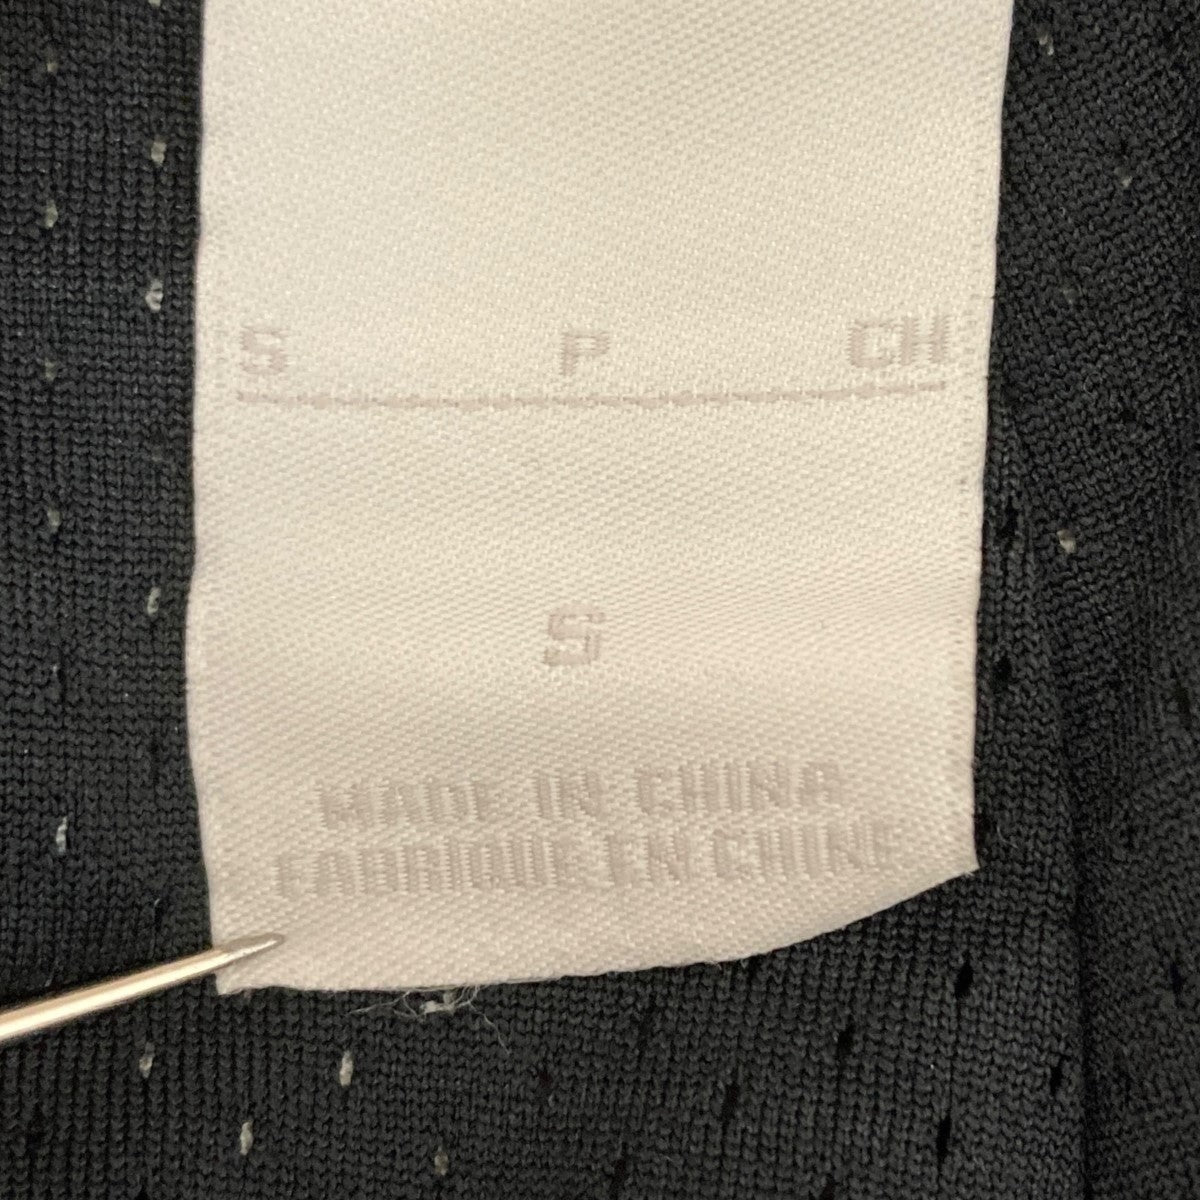 S P CH
S
MADE IN CHINA
FABRIQUE EN CHINE